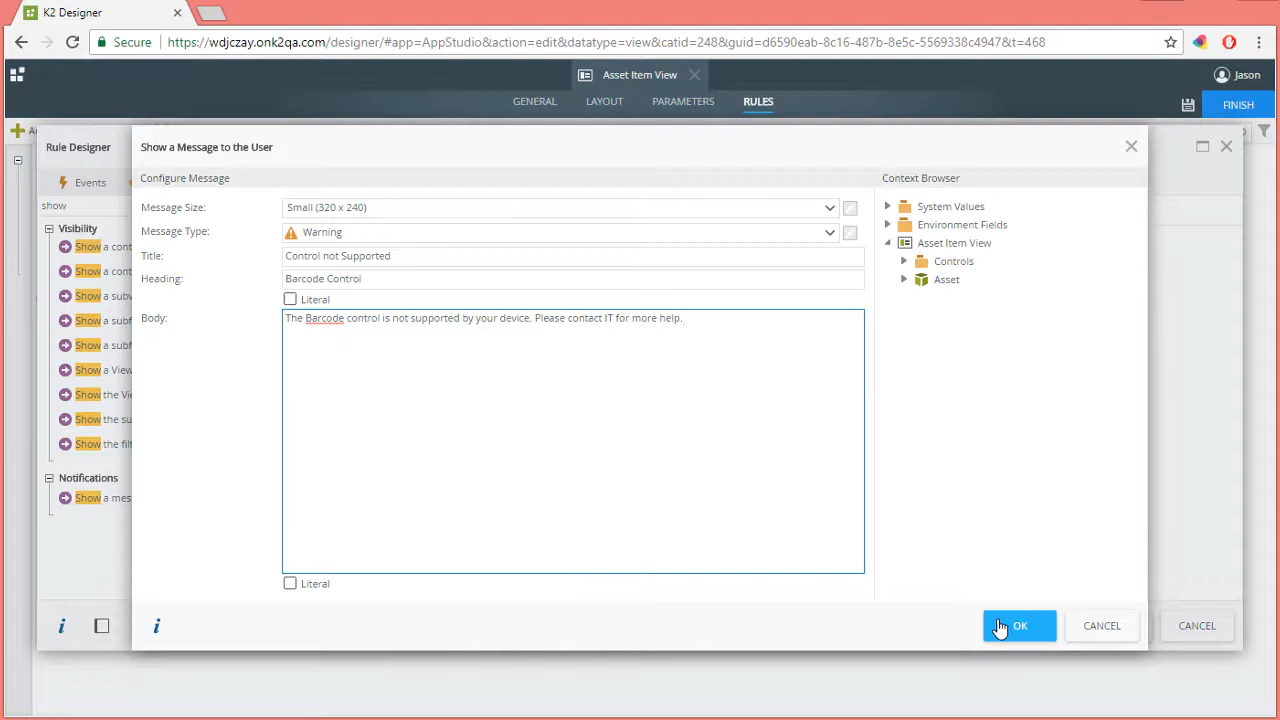 K2 Designer
Secure
https://wdjczay.onk2qa.com/designer/#app=AppStudio&action=edit&datatype=view&catid=248&guid=d6590eab-8c16-487b-8e5c-5569338c4947&t=468
Asset Item View
Jason
GENERAL
LAYOUT
PARAMETERS
RULES
FINISH
Rule Designer
Show a Message to the User
Events
Configure Message
Context Browser
show
Message Size:
Small (320 x 240)
System Values
Visibility
Message Type:
Warning
Environment Fields
Show a cont
Title:
Control not Supported
Asset Item View
Show a cont
Heading:
Barcode Control
Controls
Show a subv
Literal
Asset
Show a subf
Body:
The Barcode control is not supported by your device. Please contact IT for more help.
Show a subf
Show a View
Show the Vie
Show the su
Show the filt
Notifications
Show a mes
Literal
OK
CANCEL
CANCEL